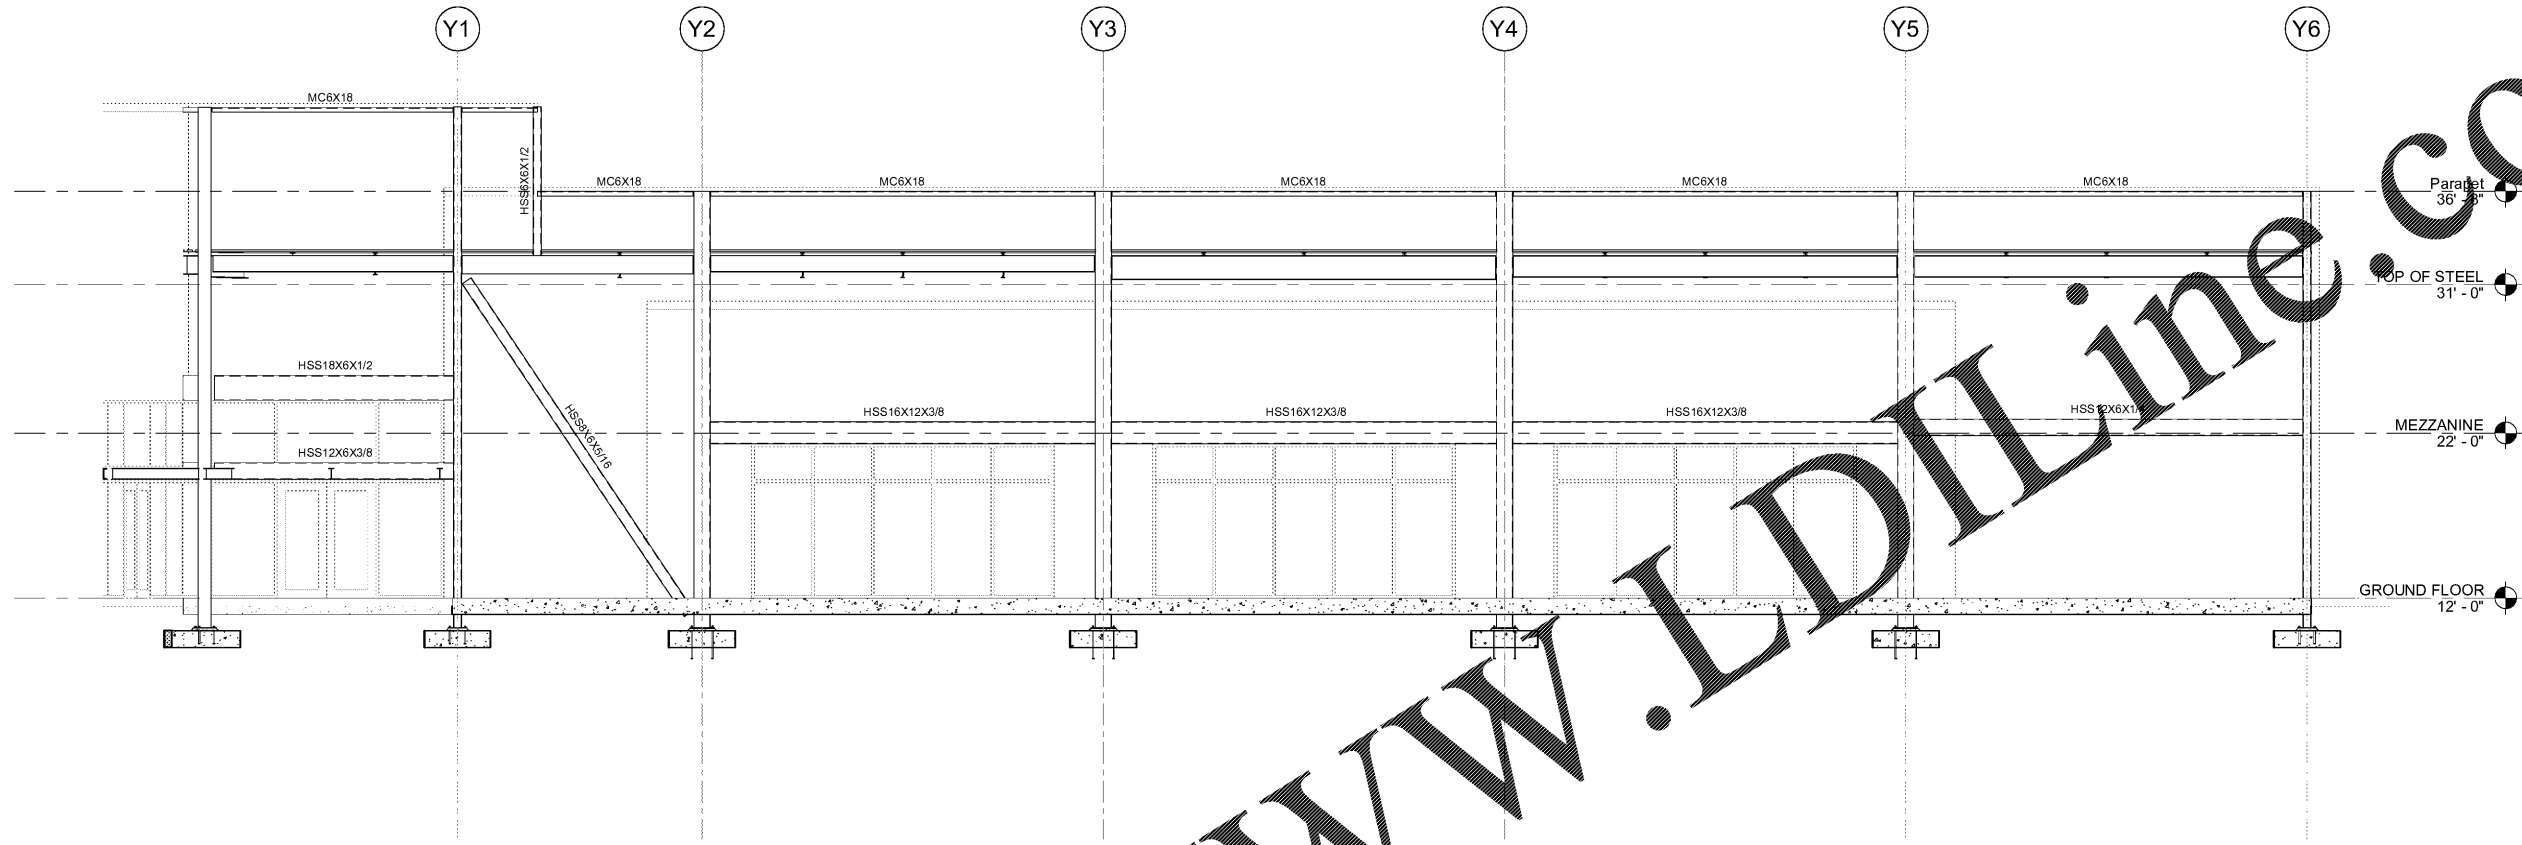 Y1 Y2 Y3 Y4 Y5 Y6
MC6X18
HSS6X6X1/2
MC6X18 MC6X18 MC6X18 MC6X18 MC6X18
Parapet
36' - 8"
TOP OF STEEL
31' - 0"
HSS18X6X1/2
HSS8X6X5/16
HSS16X12X3/8 HSS16X12X3/8 HSS16X12X3/8 HSS12X6X1/4
MEZZANINE
22' - 0"
HSS12X6X3/8
GROUND FLOOR
12' - 0"
WW.LDILine.co